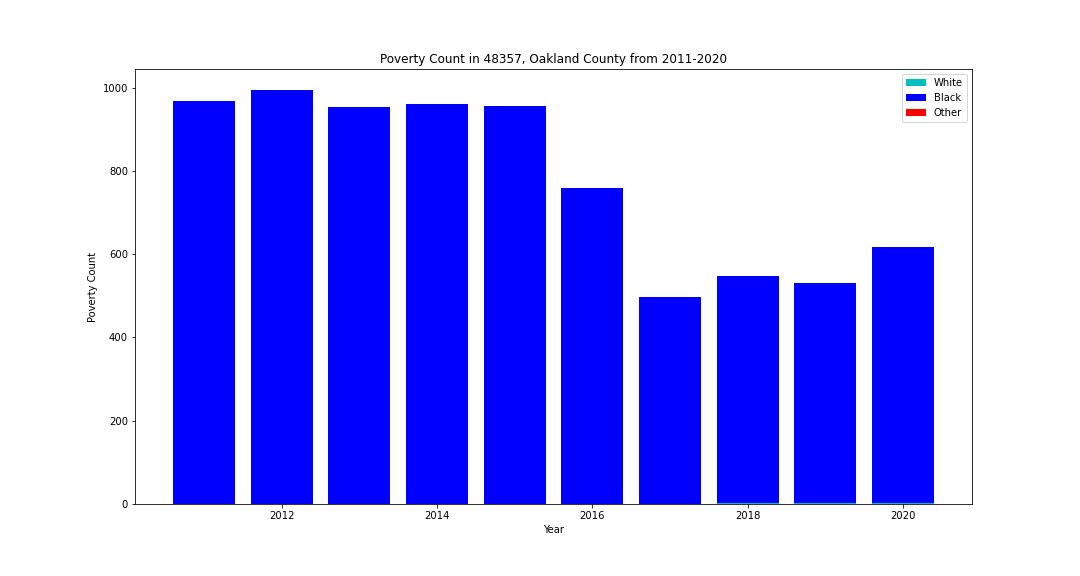 Poverty Count in 48357, Oakland County from 2011-2020
White
Black
Other
1000
800
600
400
200
0
Poverty Count
2012
2014
2016
2018
2020
Year